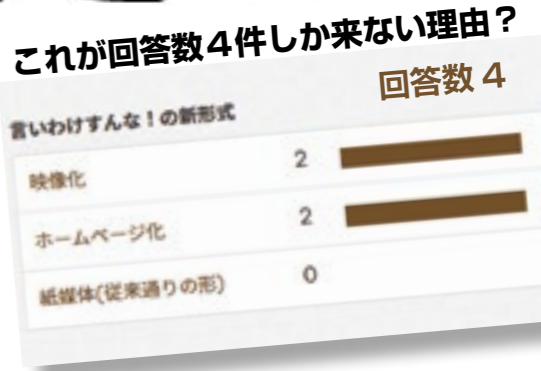 これが回答数4件しか来ない理由？
回答数 4
言いわけすんな！の新形式
映像化 2
ホームページ化 2
紙媒体(従来通りの形) 0